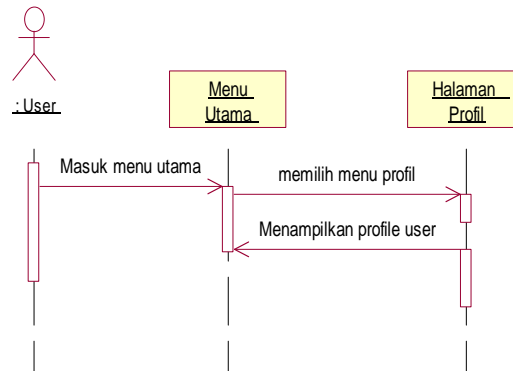 : User
Menu
Utama
Halaman
Profil
Masuk menu utama
memilih menu profil
Menampilkan profile user